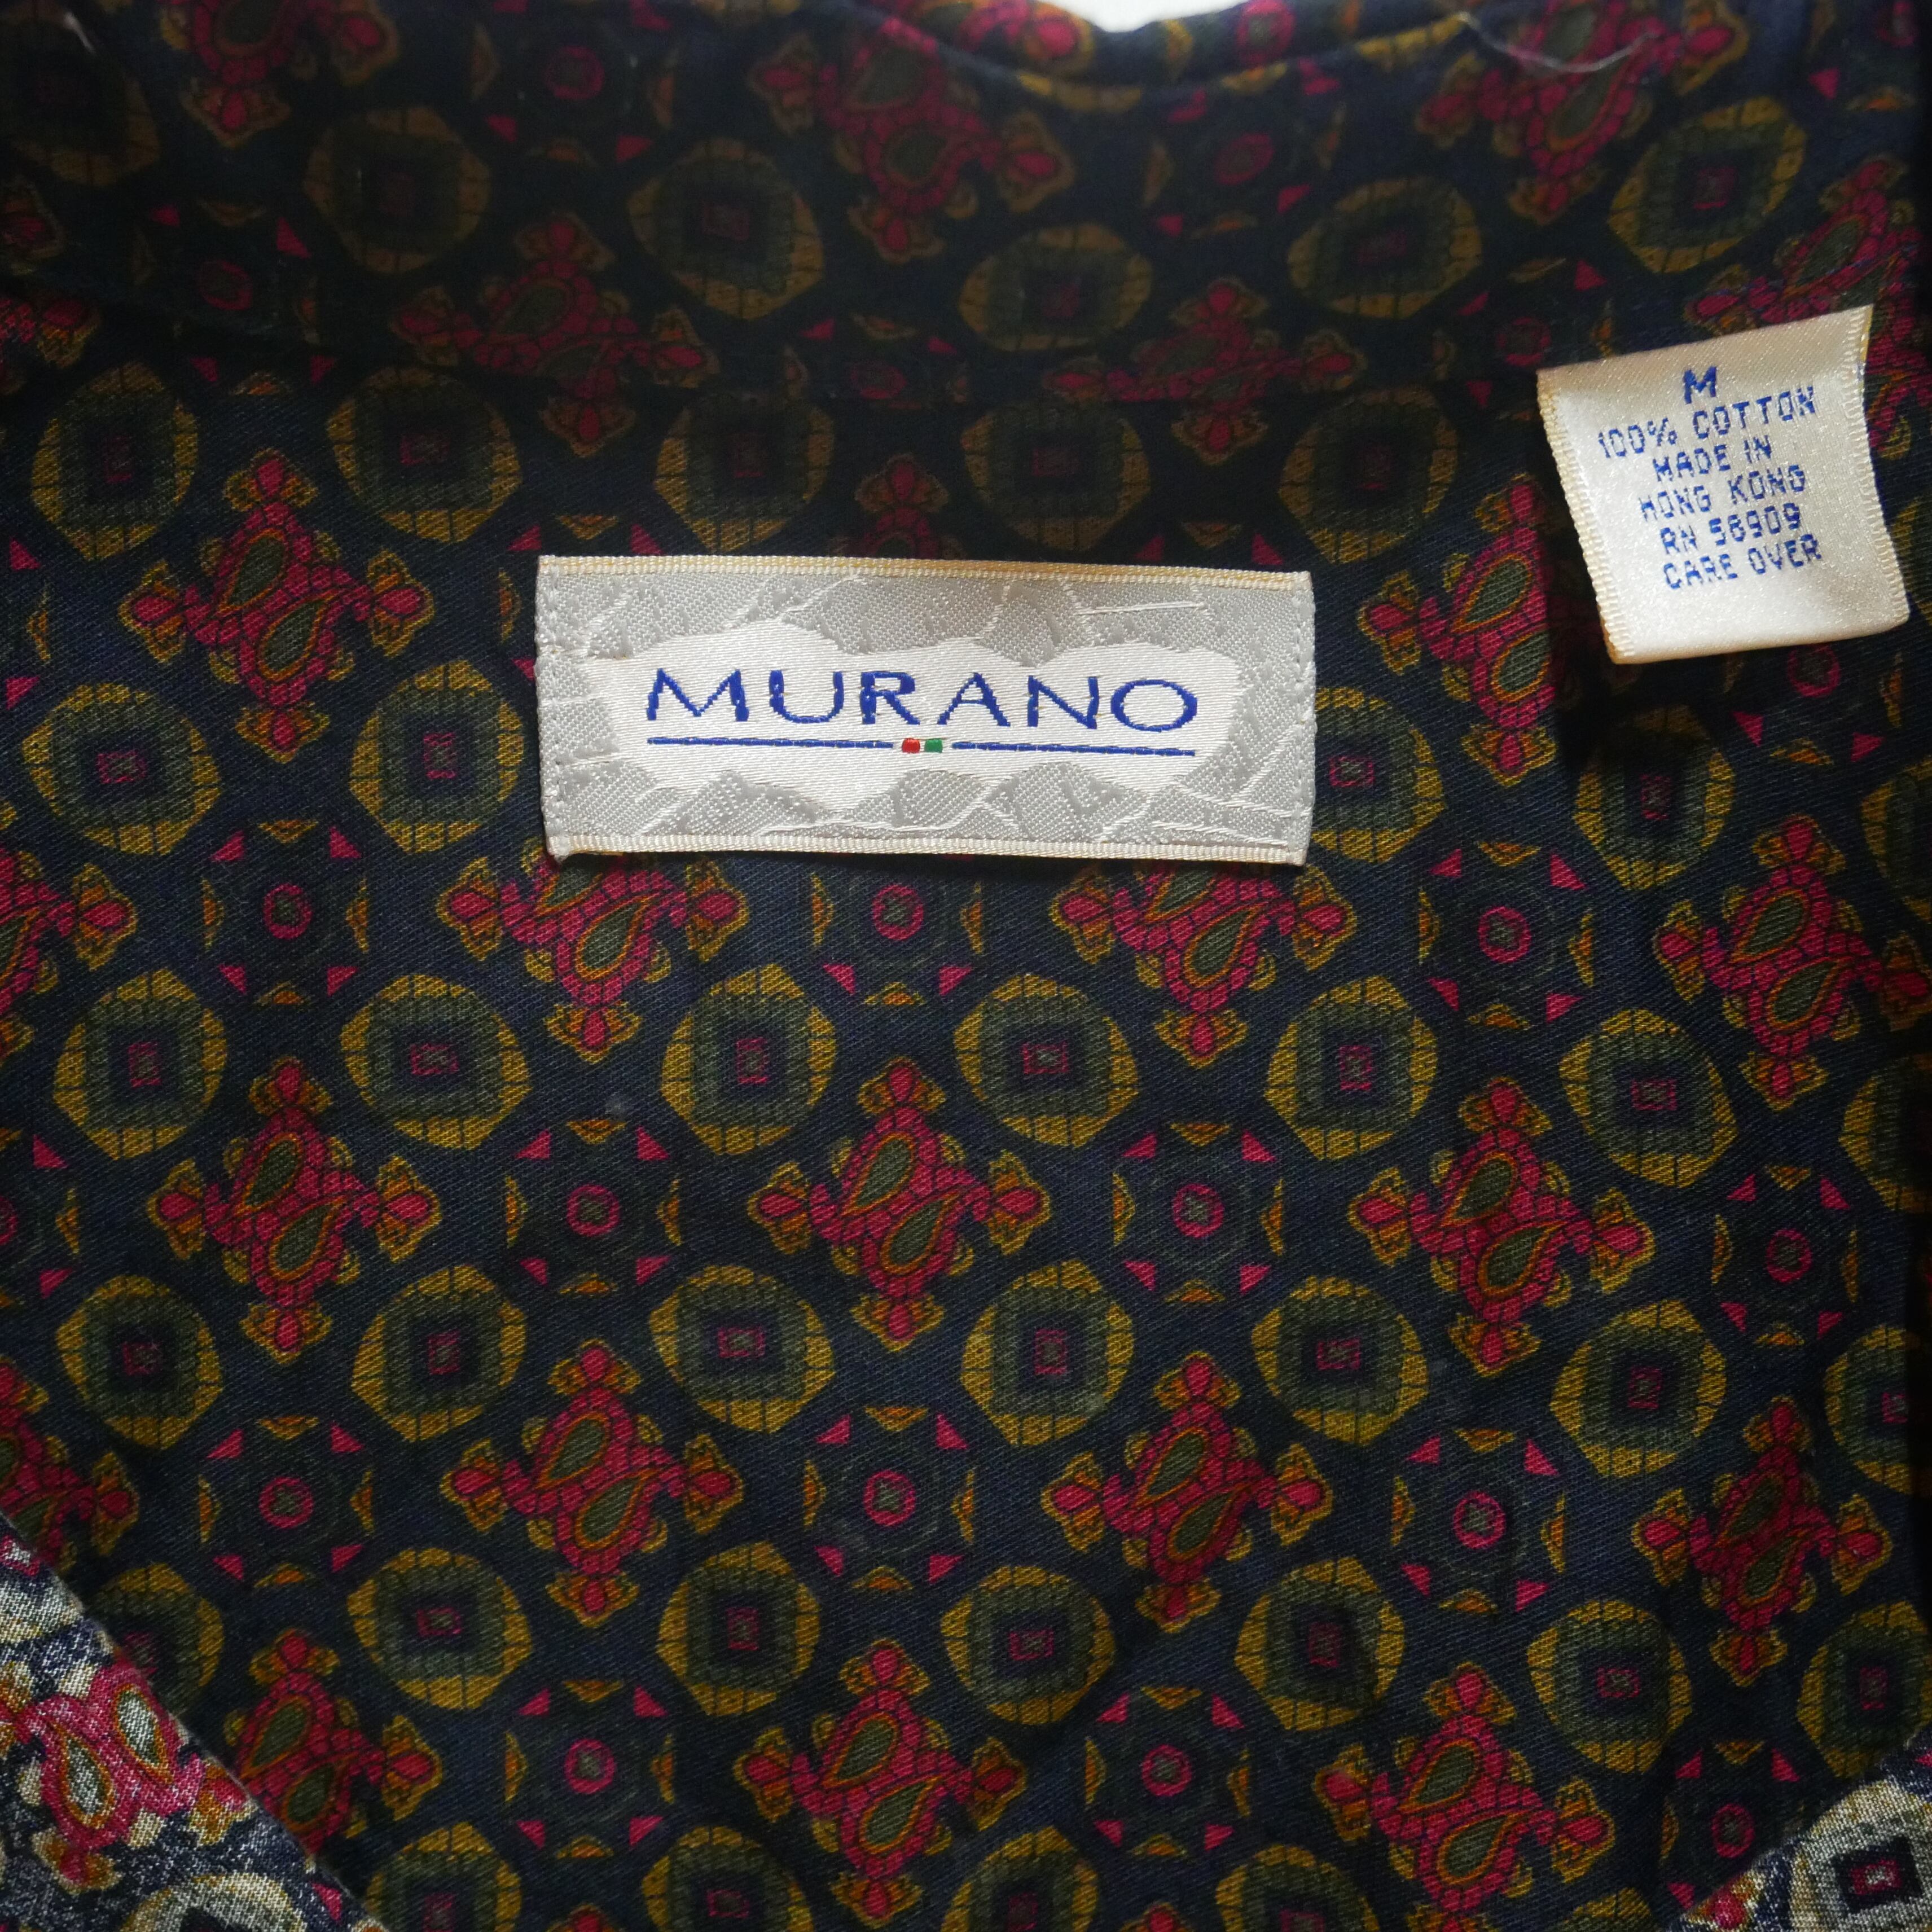 MURANO
M
100% COTTON
MADE IN
HONG KONG
RN 56909
CARE OVER